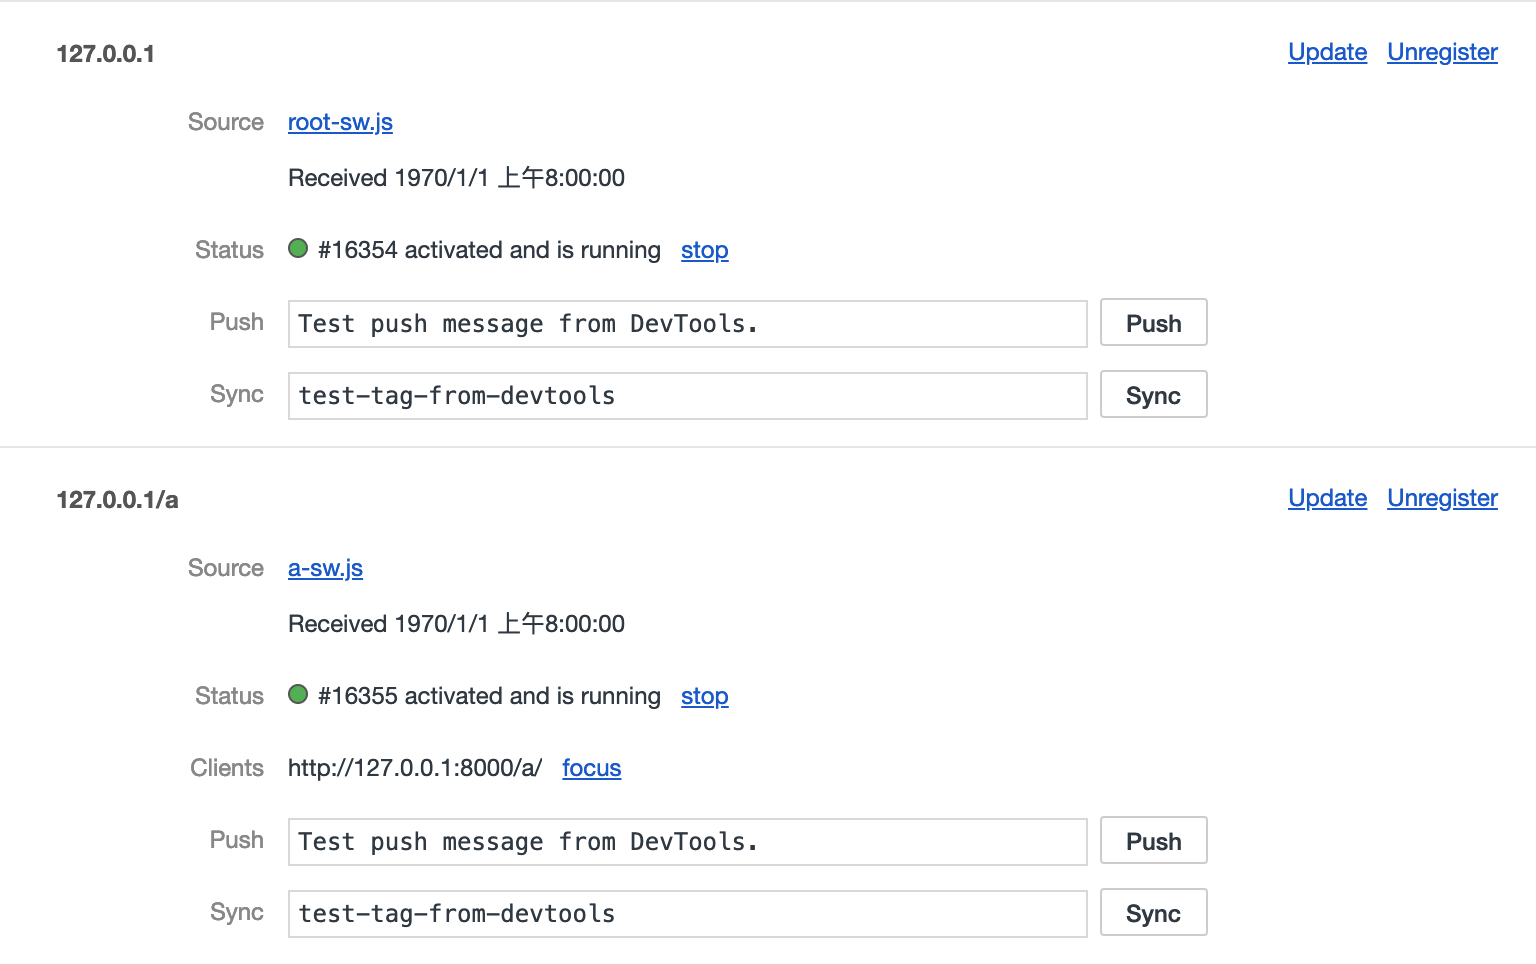 127.0.0.1 Update Unregister
Source root-sw.js
Received 1970/1/1 上午8:00:00
Status #16354 activated and is running stop
Push Test push message from DevTools. Push
Sync test-tag-from-devtools Sync
127.0.0.1/a Update Unregister
Source a-sw.js
Received 1970/1/1 上午8:00:00
Status #16355 activated and is running stop
Clients http://127.0.0.1:8000/a/ focus
Push Test push message from DevTools. Push
Sync test-tag-from-devtools Sync